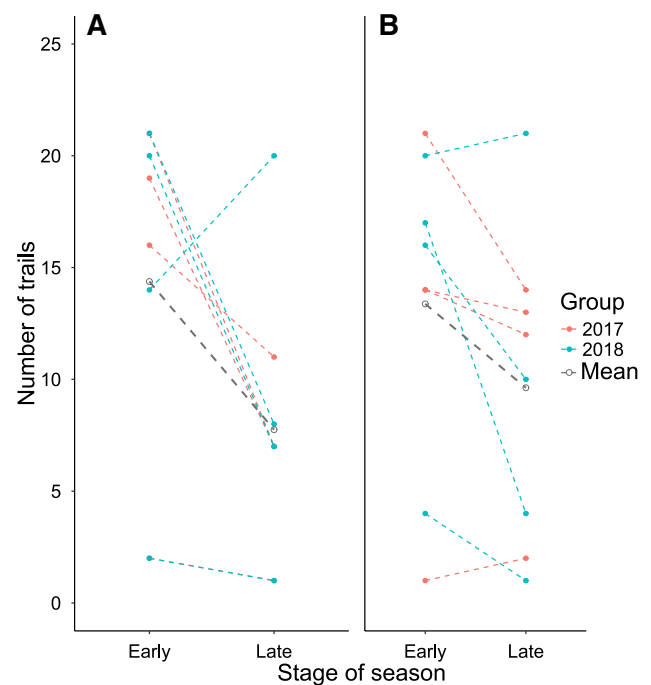 A
B
25
20
15
10
5
0
Number of trails
Early
Late
Early
Late
Stage of season
Group
2017
2018
Mean